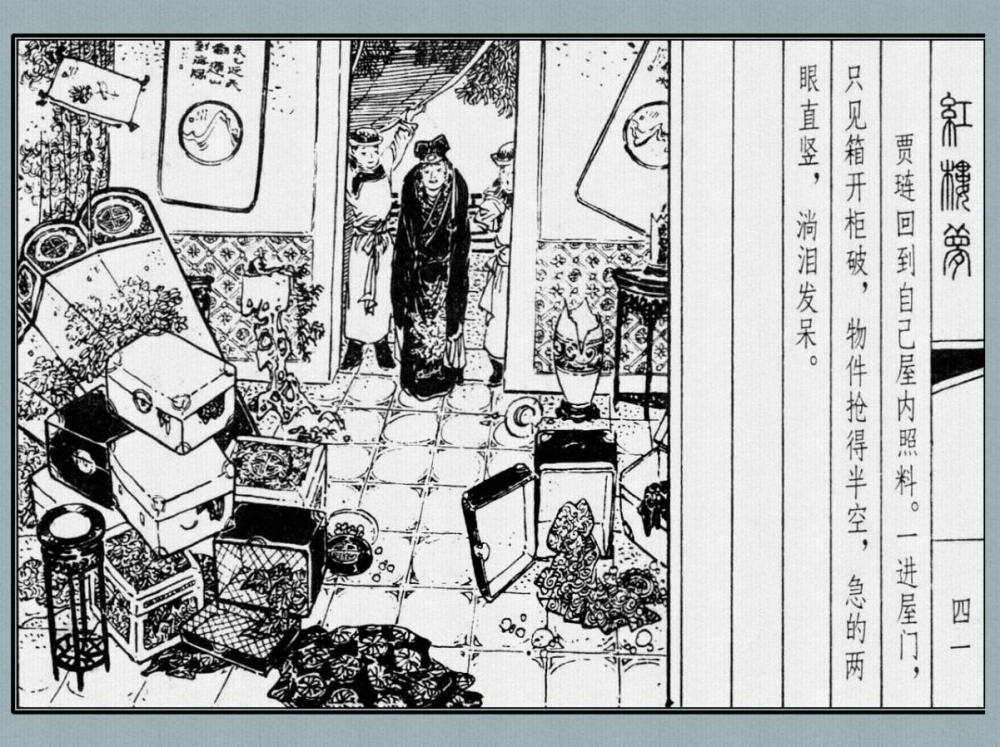 紅樓夢
四一
贾琏回到自己屋内照料。一进屋门，
只见箱开柜破，物件抢得半空，急的两
眼直竖，淌泪发呆。